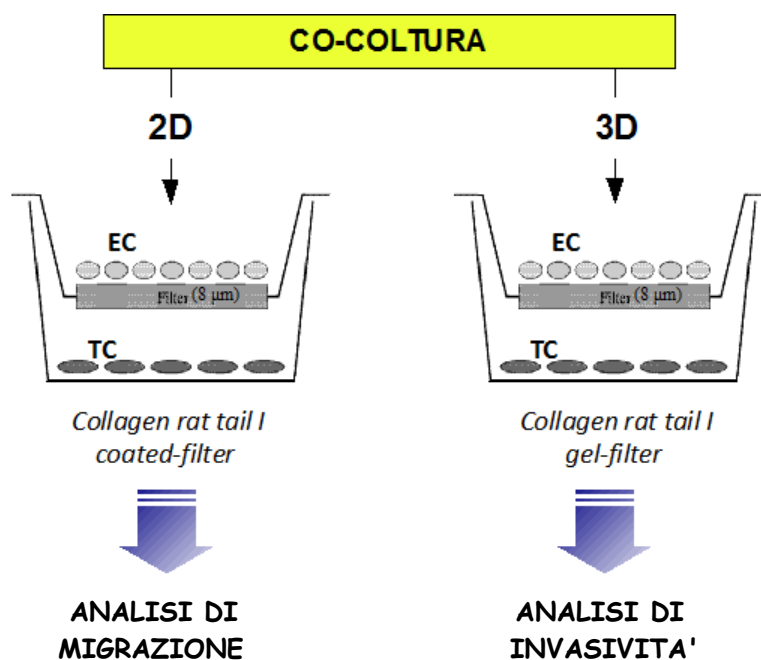 CO-COLTURA
2D
3D
EC
Filter (8 µm)
TC
EC
Filter (8 µm)
TC
Collagen rat tail I
coated-filter
Collagen rat tail I
gel-filter
ANALISI DI
MIGRAZIONE
ANALISI DI
INVASIVITA'